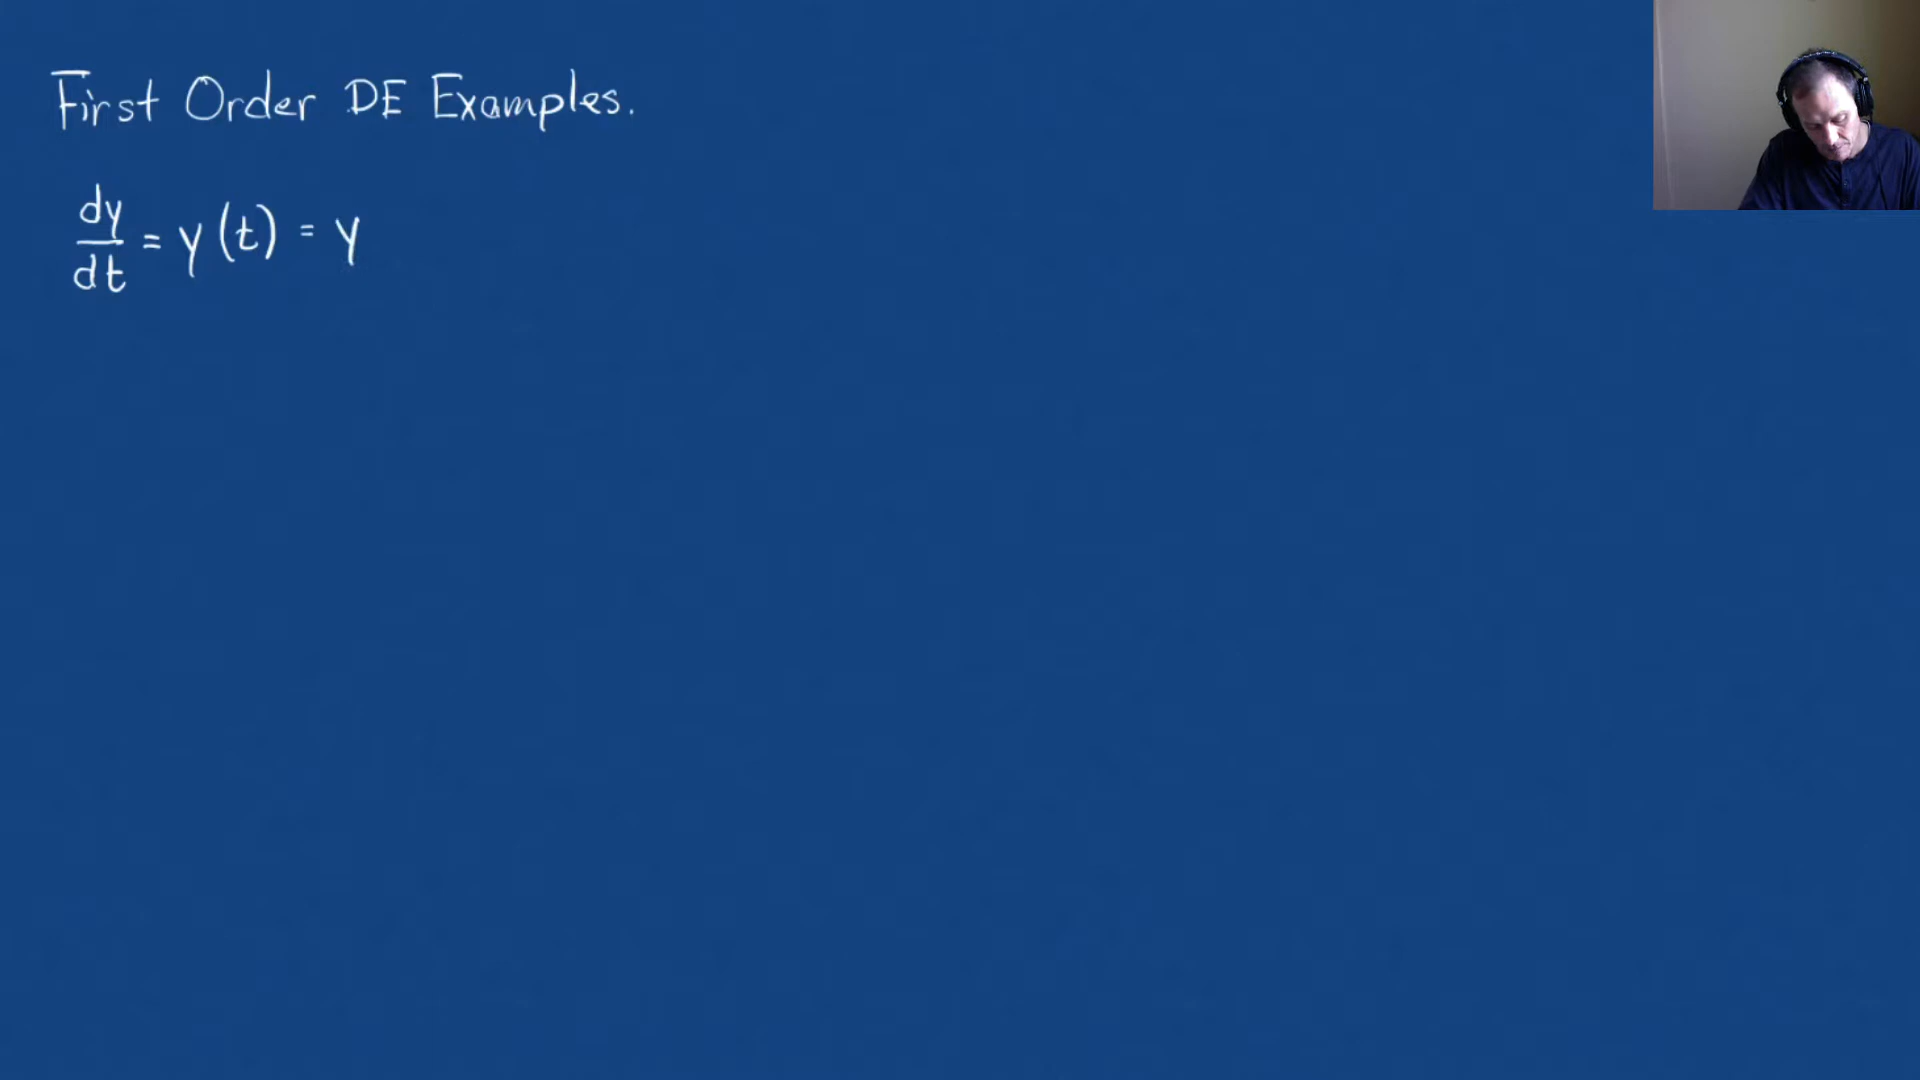 First Order DE Examples.
dy/dt = y(t) = y